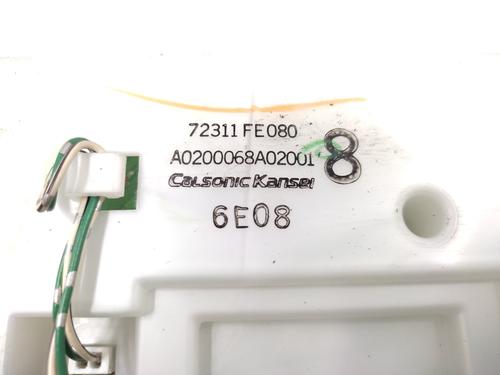 72311 FE080
A0200068A02001
8
CALSONIC KANSEI
6E08